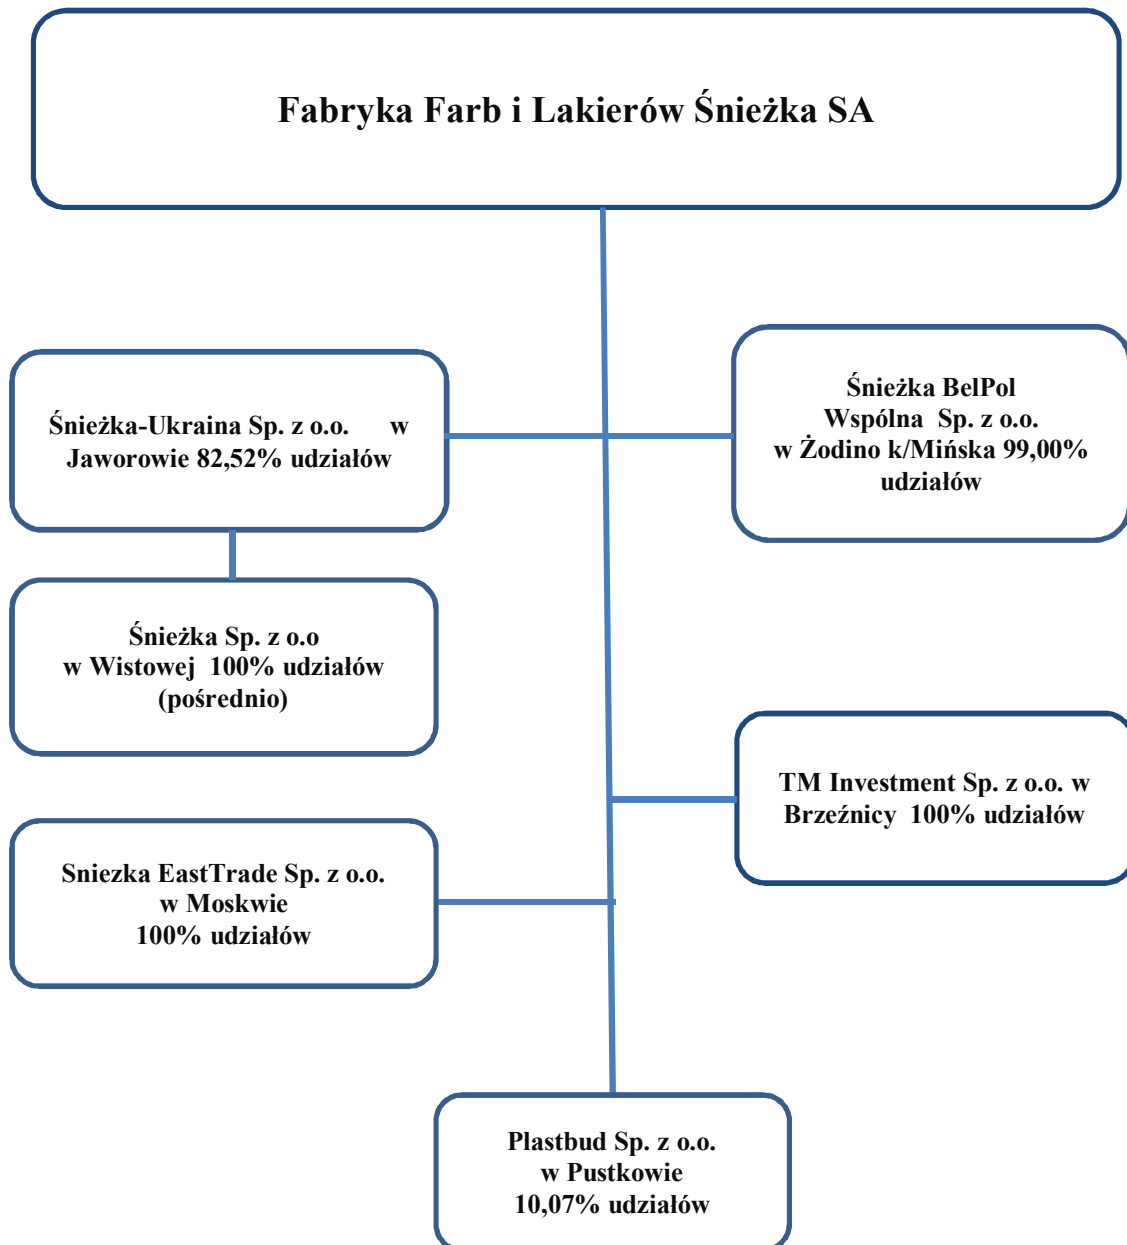 Fabryka Farb i Lakierów Śnieżka SA
Śnieżka-Ukraina Sp. z o.o. w
Jaworowie 82,52% udziałów
Śnieżka BelPol
Wspólna Sp. z o.o.
w Żodino k/Mińska 99,00%
udziałów
Śnieżka Sp. z o.o
w Wistowej 100% udziałów
(pośrednio)
TM Investment Sp. z o.o. w
Brzeźnicy 100% udziałów
Sniezka EastTrade Sp. z o.o.
w Moskwie
100% udziałów
Plastbud Sp. z o.o.
w Pustkowie
10,07% udziałów